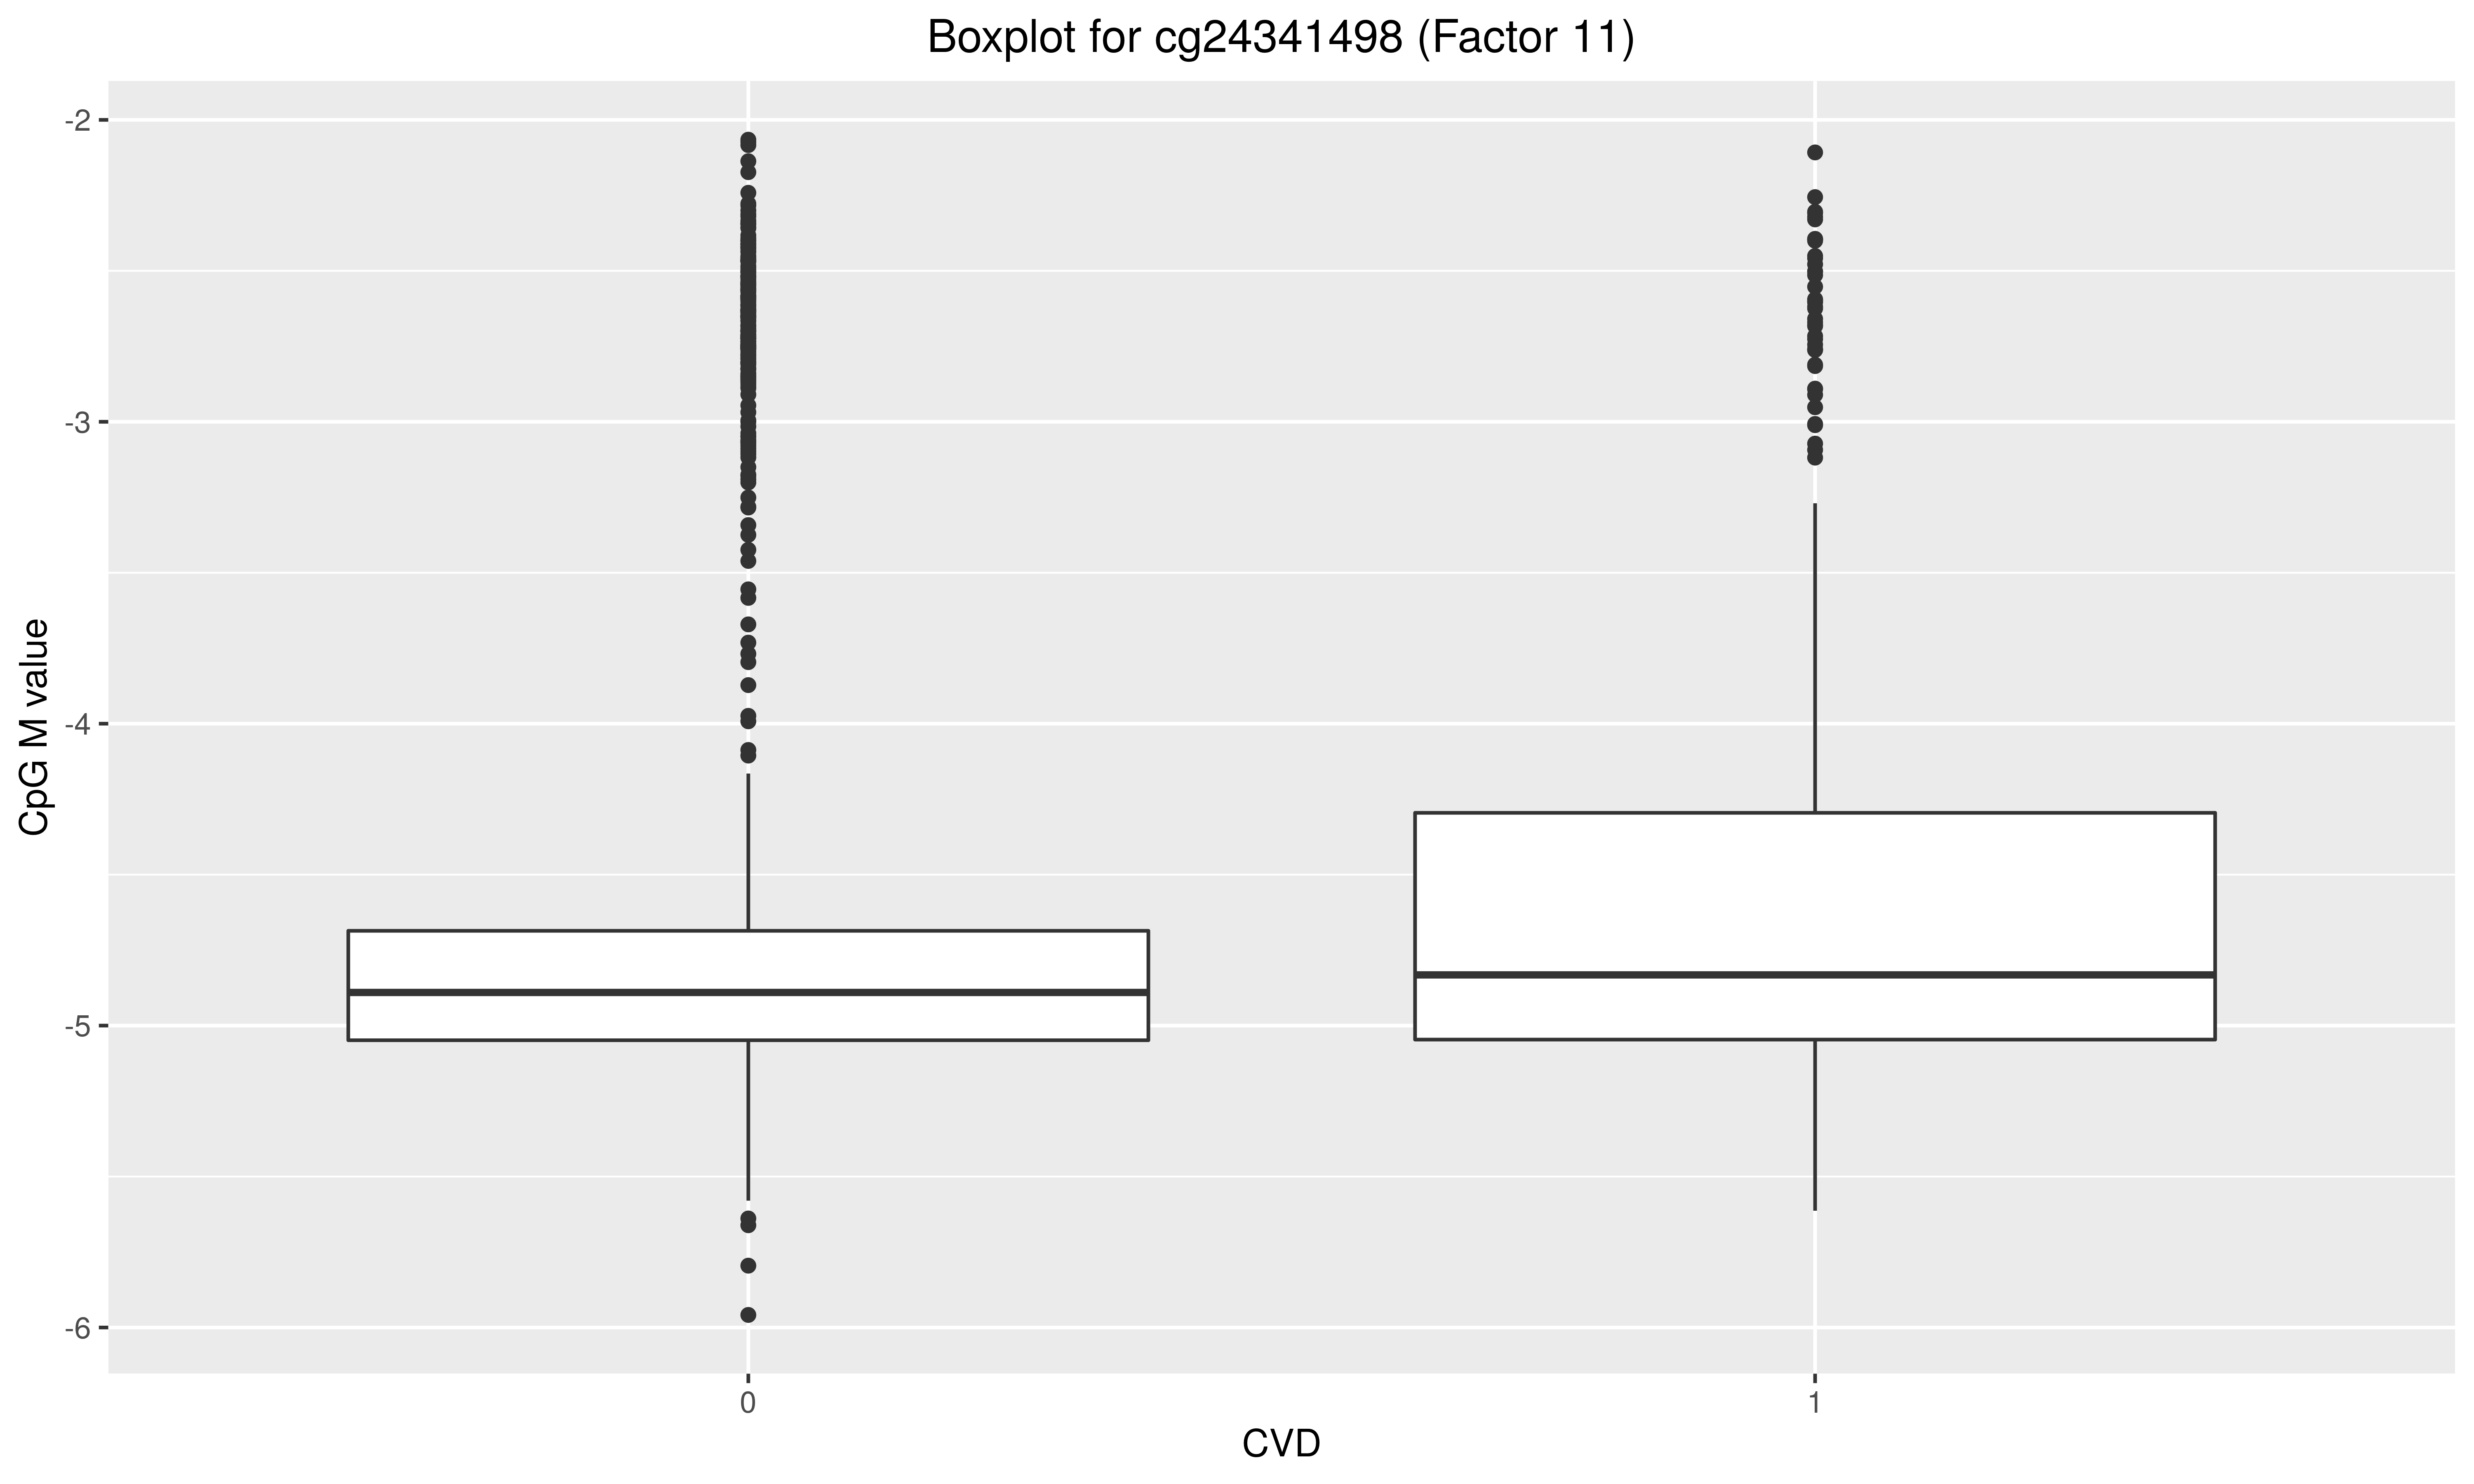 Boxplot for cg24341498 (Factor 11)
CpG M value
-2
-3
-4
-5
-6
0 1
CVD